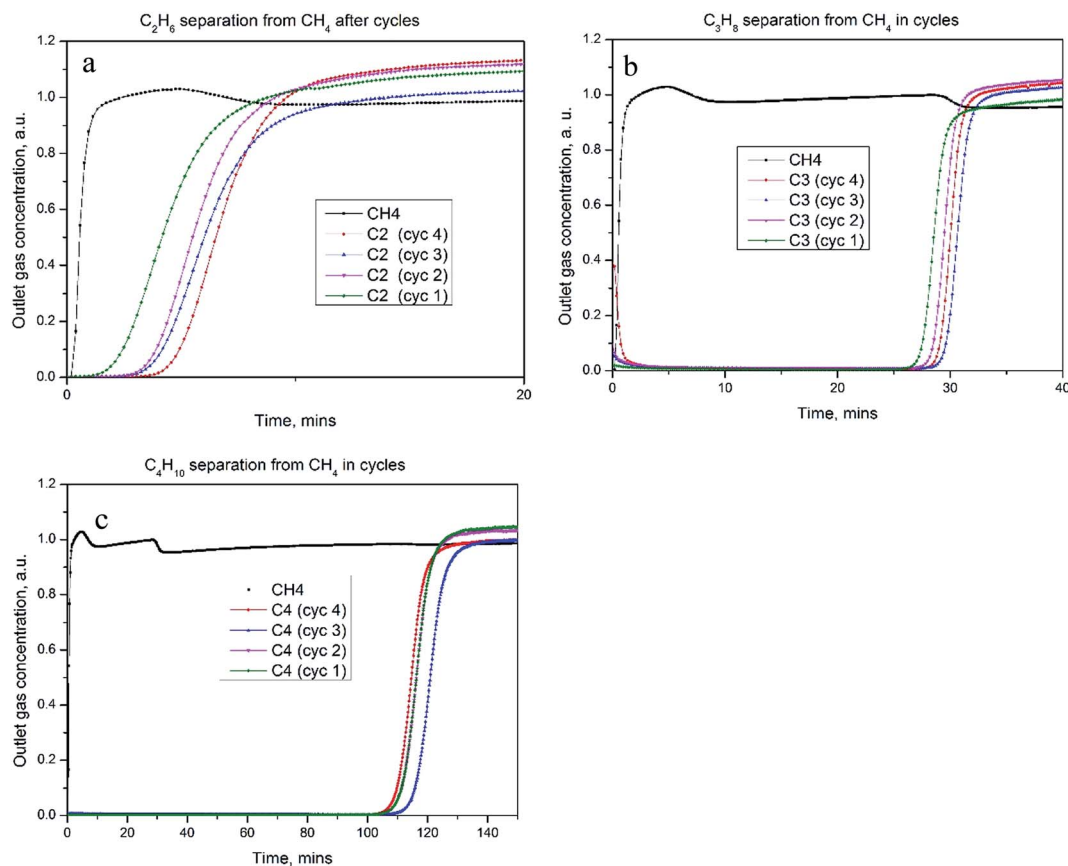 C₂H₆ separation from CH₄ after cycles
a
1.2
1.0
0.8
0.6
0.4
0.2
0.0
Outlet gas concentration, a.u.
CH4
C2 (cyc 4)
C2 (cyc 3)
C2 (cyc 2)
C2 (cyc 1)
0 20
Time, mins
C₃H₈ separation from CH₄ in cycles
b
1.2
1.0
0.8
0.6
0.4
0.2
0.0
Outlet gas concentration, a. u.
CH4
C3 (cyc 4)
C3 (cyc 3)
C3 (cyc 2)
C3 (cyc 1)
0 10 20 30 40
Time, mins
C₄H₁₀ separation from CH₄ in cycles
c
1.2
1.0
0.8
0.6
0.4
0.2
0.0
Outlet gas concentration, a.u.
CH4
C4 (cyc 4)
C4 (cyc 3)
C4 (cyc 2)
C4 (cyc 1)
0 20 40 60 80 100 120 140
Time, mins